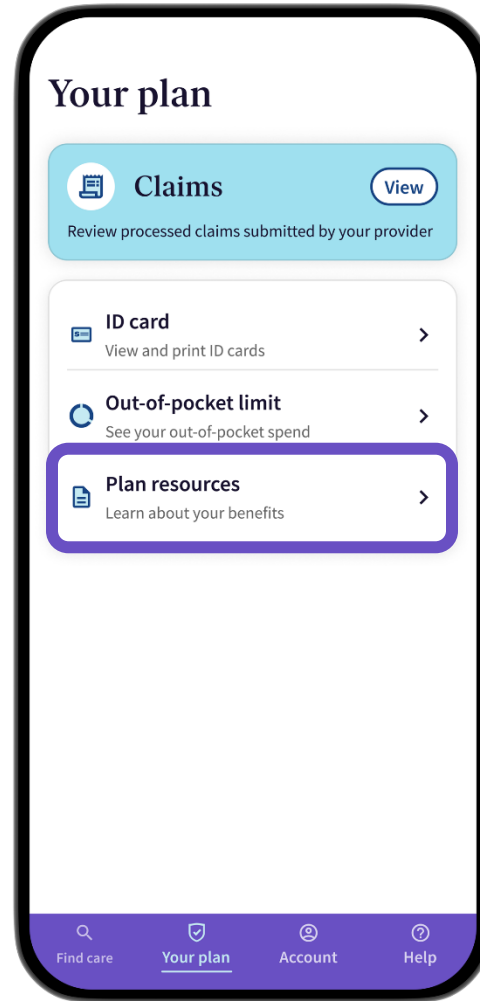 Your plan
Claims
View
Review processed claims submitted by your provider
ID card
View and print ID cards
Out-of-pocket limit
See your out-of-pocket spend
Plan resources
Learn about your benefits
Find care
Your plan
Account
Help